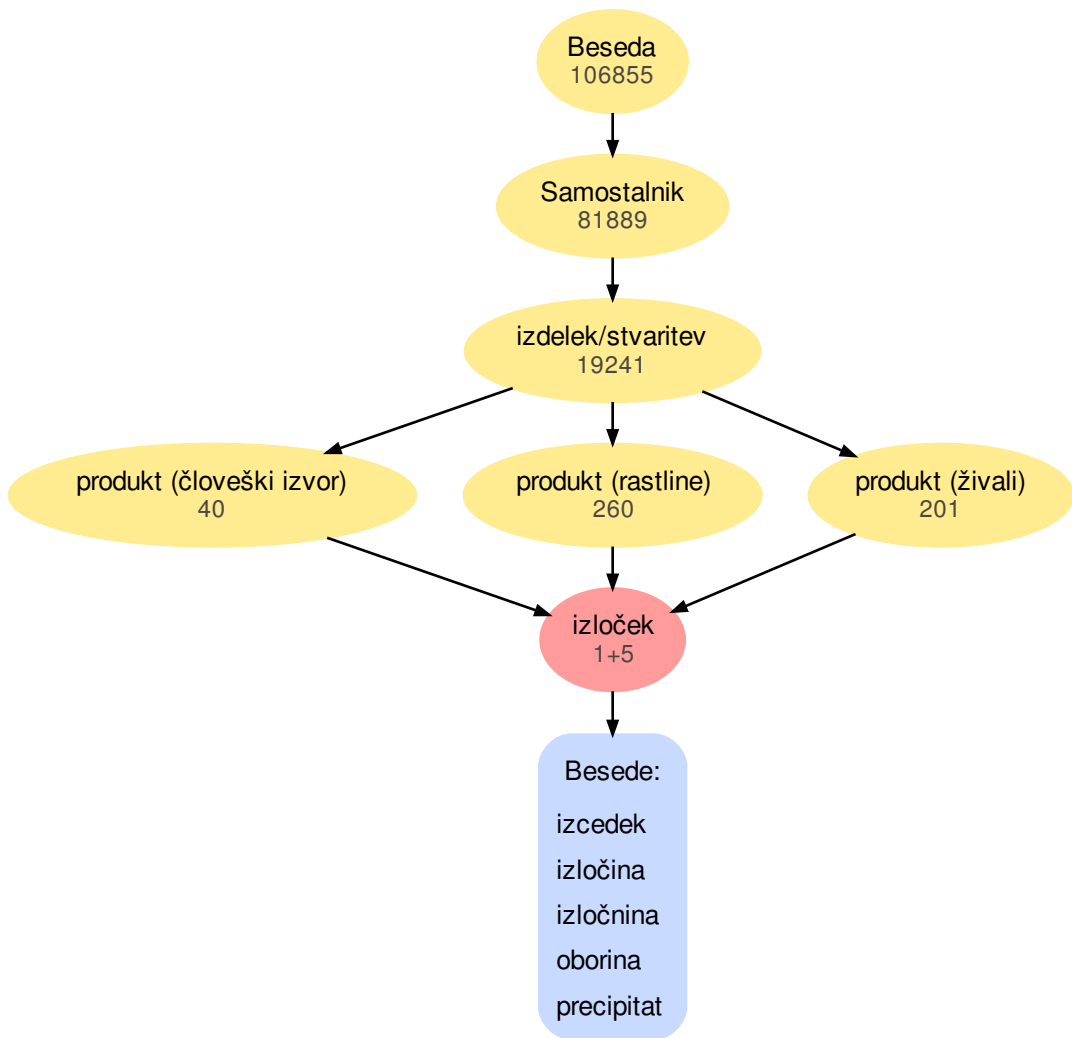 Beseda
106855
Samostalnik
81889
izdelek/stvaritev
19241
produkt (človeški izvor)
40
produkt (rastline)
260
produkt (živali)
201
izloček
1+5
Besede:
izcedek
izločina
izločnina
oborina
precipitat